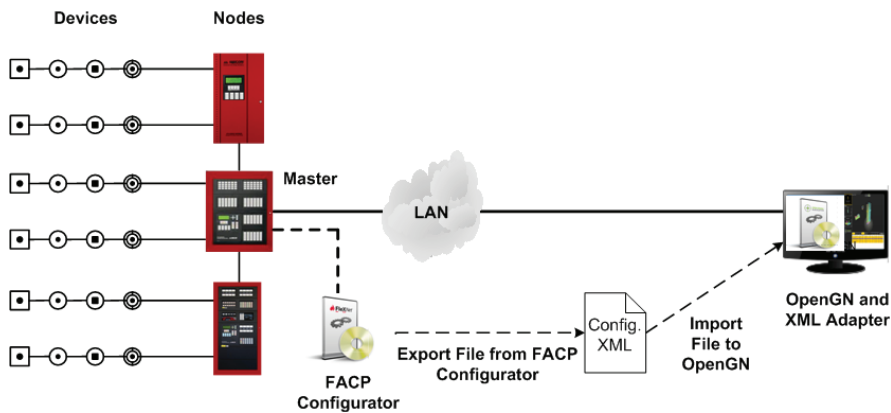 Devices
Nodes
Master
LAN
FACP
Configurator
Export File from FACP
Configurator
Config.
XML
Import
File to
OpenGN
OpenGN and
XML Adapter